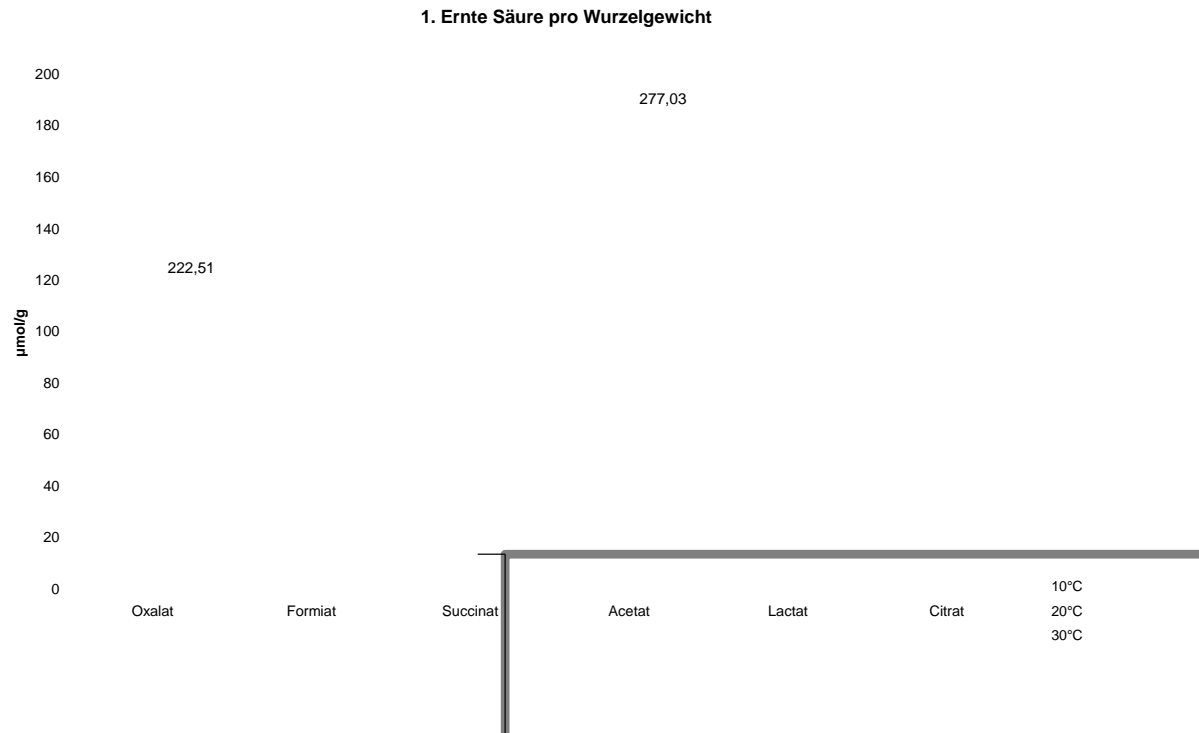 1. Ernte Säure pro Wurzelgewicht
200
277,03
180
160
140
222,51
120
µmol/g
100
80
60
40
20
0
Oxalat Formiat Succinat Acetat Lactat Citrat
10°C
20°C
30°C